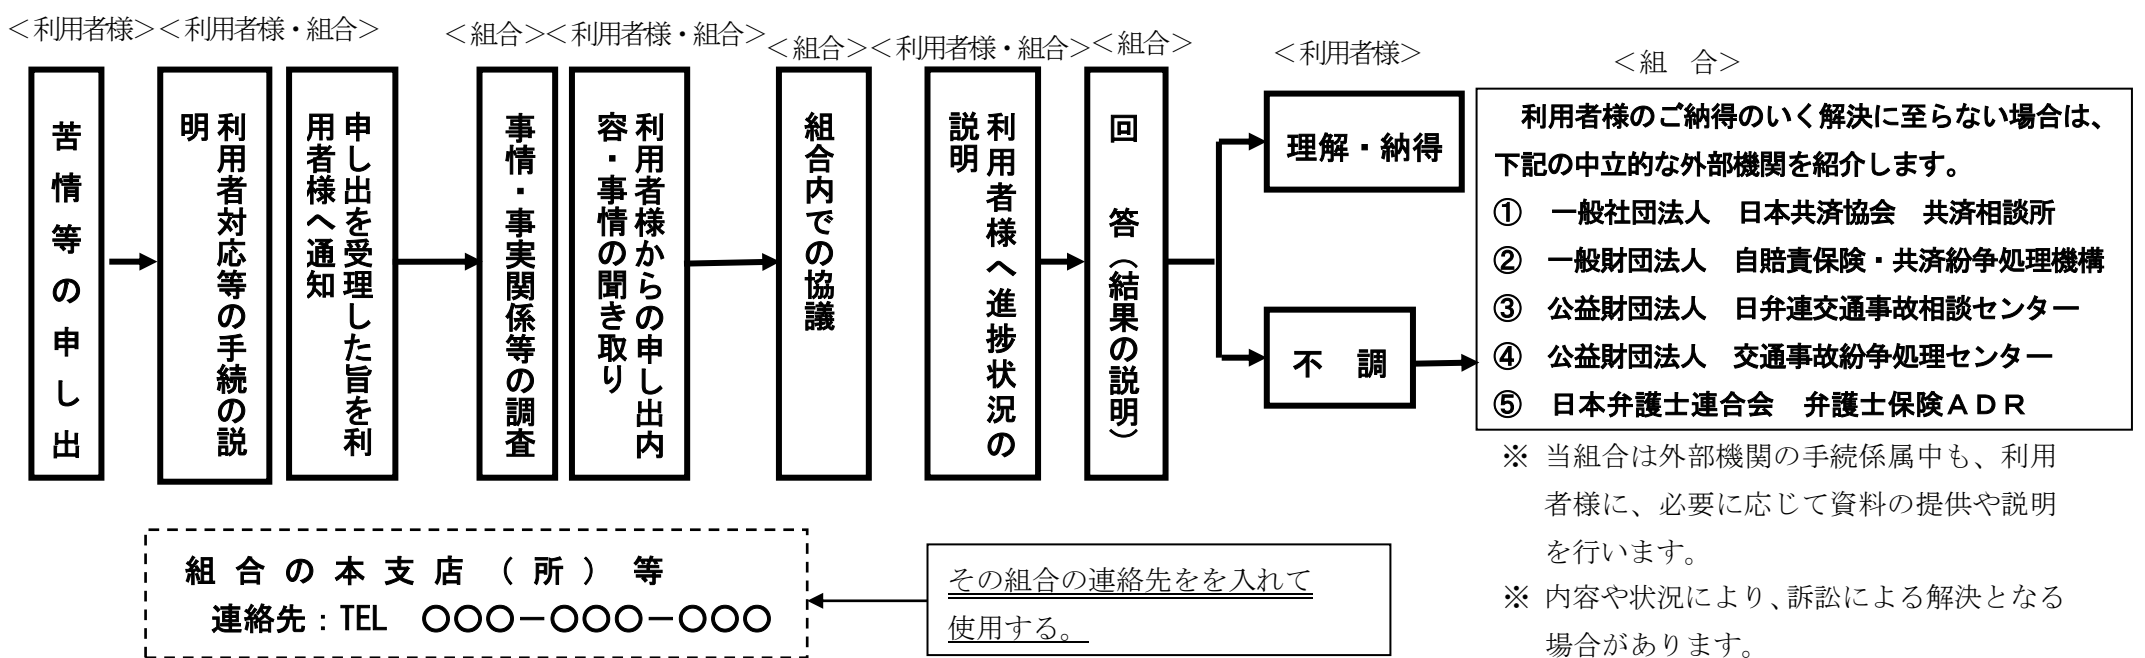 ＜利用者様＞＜利用者様・組合＞
＜組合＞＜利用者様・組合＞
＜組合＞＜利用者様・組合＞
＜組合＞
＜利用者様＞
＜組　合＞
苦情等の申し出
利用者対応等の手続の説
明
申し出を受理した旨を利
用者様へ通知
事情・事実関係等の調査
利用者様からの申し出内
容・事情の聞き取り
組合内での協議
利用者様へ進捗状況の
説明
回　答（結果の説明）
理解・納得
不　調
利用者様のご納得のいく解決に至らない場合は、
下記の中立的な外部機関を紹介します。
①　一般社団法人　日本共済協会　共済相談所
②　一般財団法人　自賠責保険・共済紛争処理機構
③　公益財団法人　日弁連交通事故相談センター
④　公益財団法人　交通事故紛争処理センター
⑤　日本弁護士連合会　弁護士保険ＡＤＲ
※ 当組合は外部機関の手続係属中も、利用
者様に、必要に応じて資料の提供や説明
を行います。
※ 内容や状況により、訴訟による解決となる
場合があります。
組合の本支店（所）等
連絡先：TEL　○○○－○○○－○○○
その組合の連絡先をを入れて
使用する。